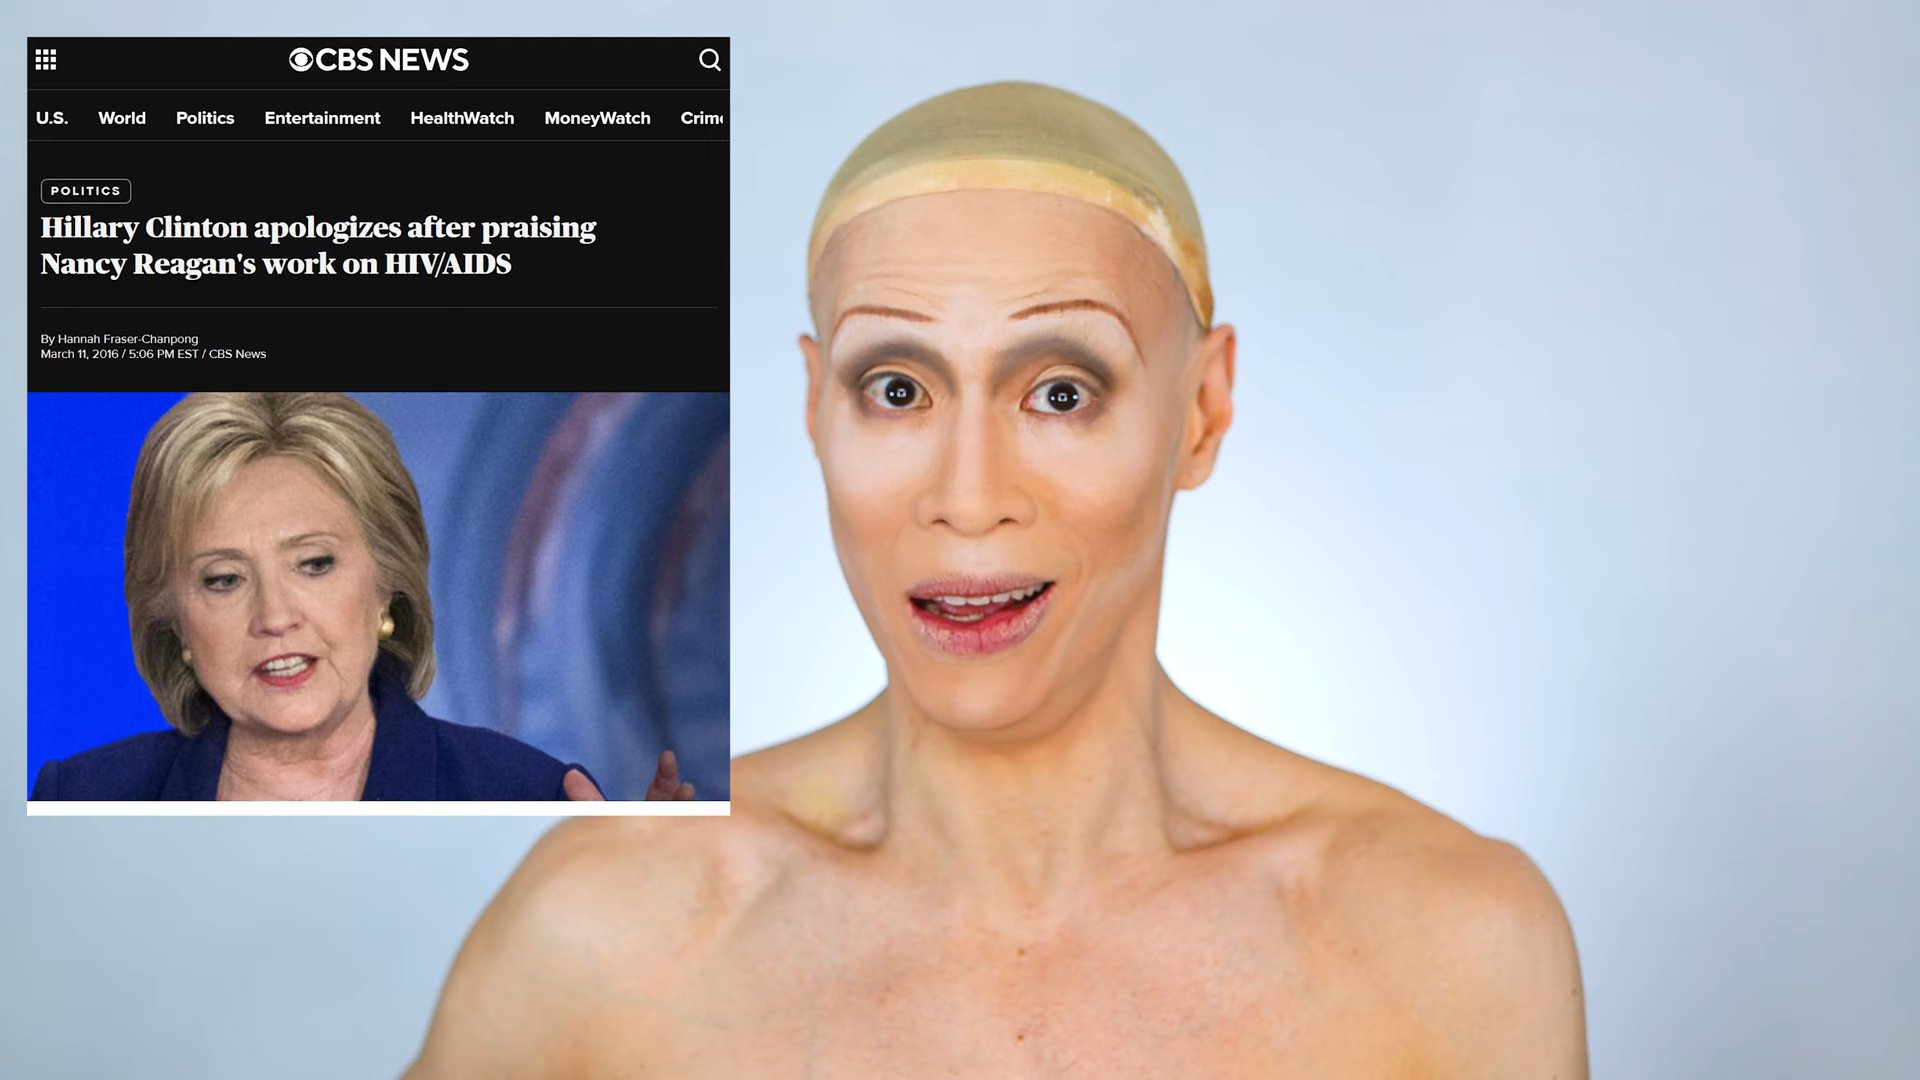 CBS NEWS
U.S. World Politics Entertainment HealthWatch MoneyWatch
POLITICS
Hillary Clinton apologizes after praising
Nancy Reagan's work on HIV/AIDS
By Hannah Fraser-Chanpong
March 11, 2016 / 5:06 PM EST / CBS News